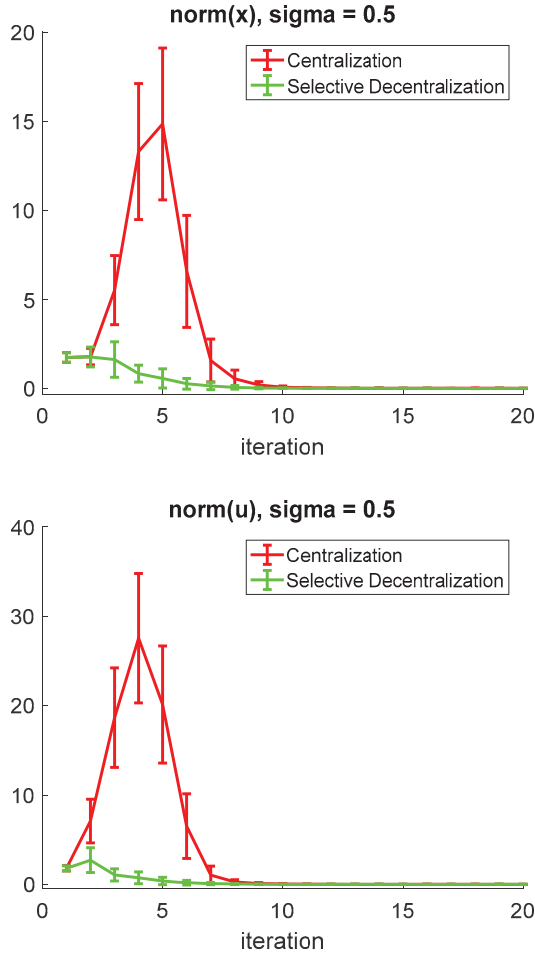 norm(x), sigma = 0.5
20
15
10
5
0
Centralization
Selective Decentralization
0 5 10 15 20
iteration
norm(u), sigma = 0.5
40
30
20
10
0
Centralization
Selective Decentralization
0 5 10 15 20
iteration